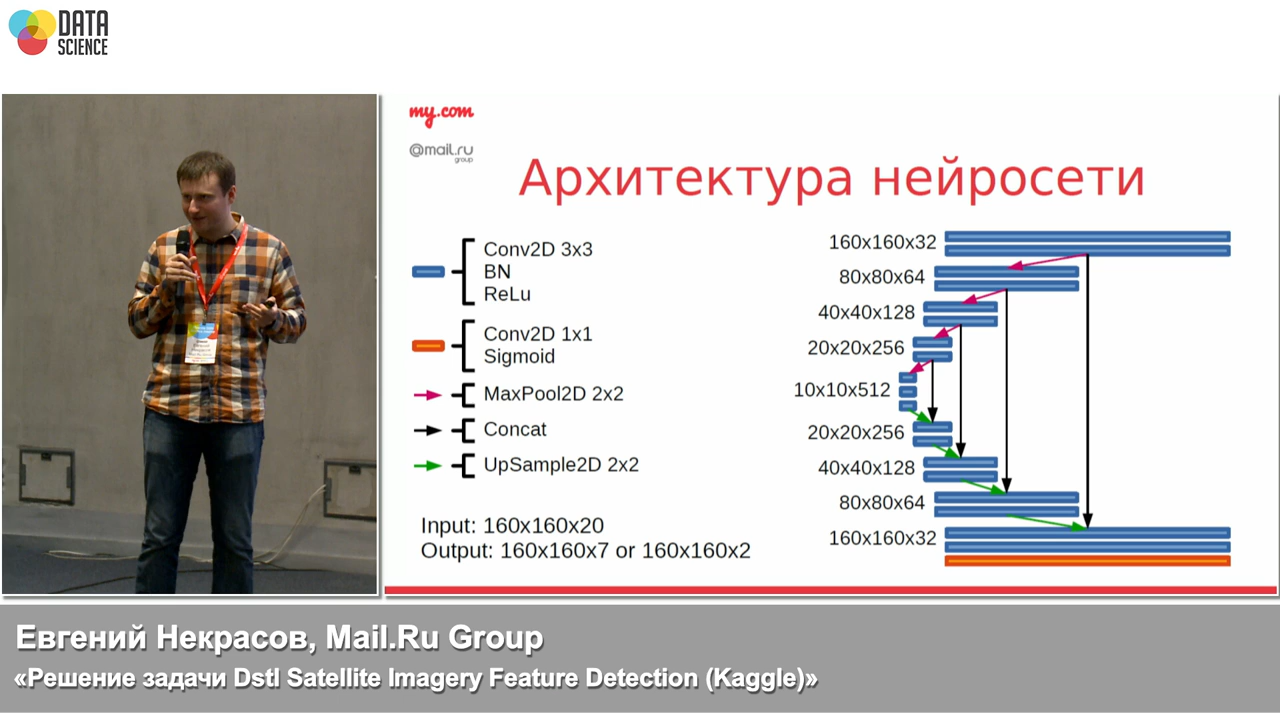 DATA
SCIENCE
my.com
@mail.ru
group
Архитектура нейросети
Conv2D 3x3
BN
ReLu
Conv2D 1x1
Sigmoid
MaxPool2D 2x2
Concat
UpSample2D 2x2
Input: 160x160x20
Output: 160x160x7 or 160x160x2
160x160x32
80x80x64
40x40x128
20x20x256
10x10x512
20x20x256
40x40x128
80x80x64
160x160x32
Евгений Некрасов, Mail.Ru Group
«Решение задачи Dstl Satellite Imagery Feature Detection (Kaggle)»